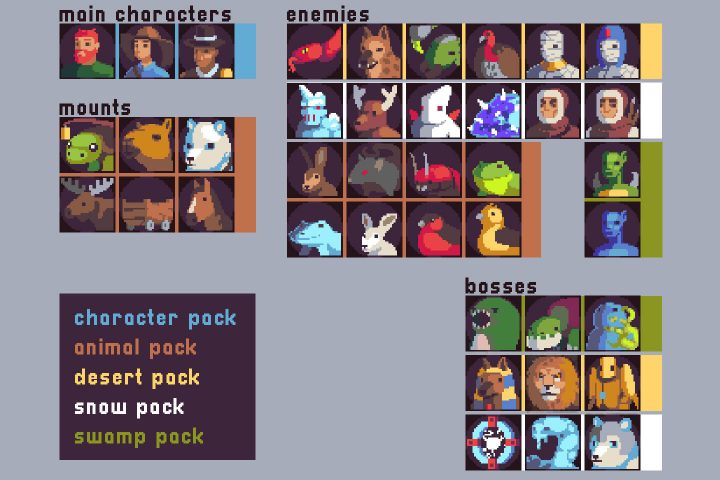 main characters
enemies
mounts
bosses
character pack
animal pack
desert pack
snow pack
swamp pack